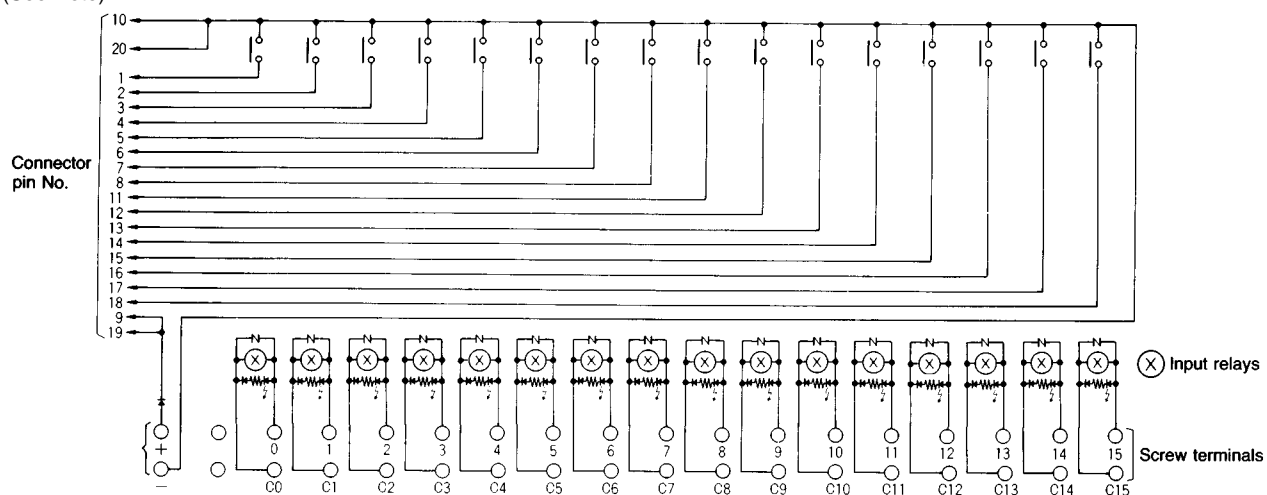 10
20
1
2
3
4
5
6
7
8
11
12
13
14
15
16
17
18
9
19
Connector
pin No.
X X X X X X X X X X X X X X X X
X Input relays
+ 0 1 2 3 4 5 6 7 8 9 10 11 12 13 14 15
Screw terminals
− C0 C1 C2 C3 C4 C5 C6 C7 C8 C9 C10 C11 C12 C13 C14 C15